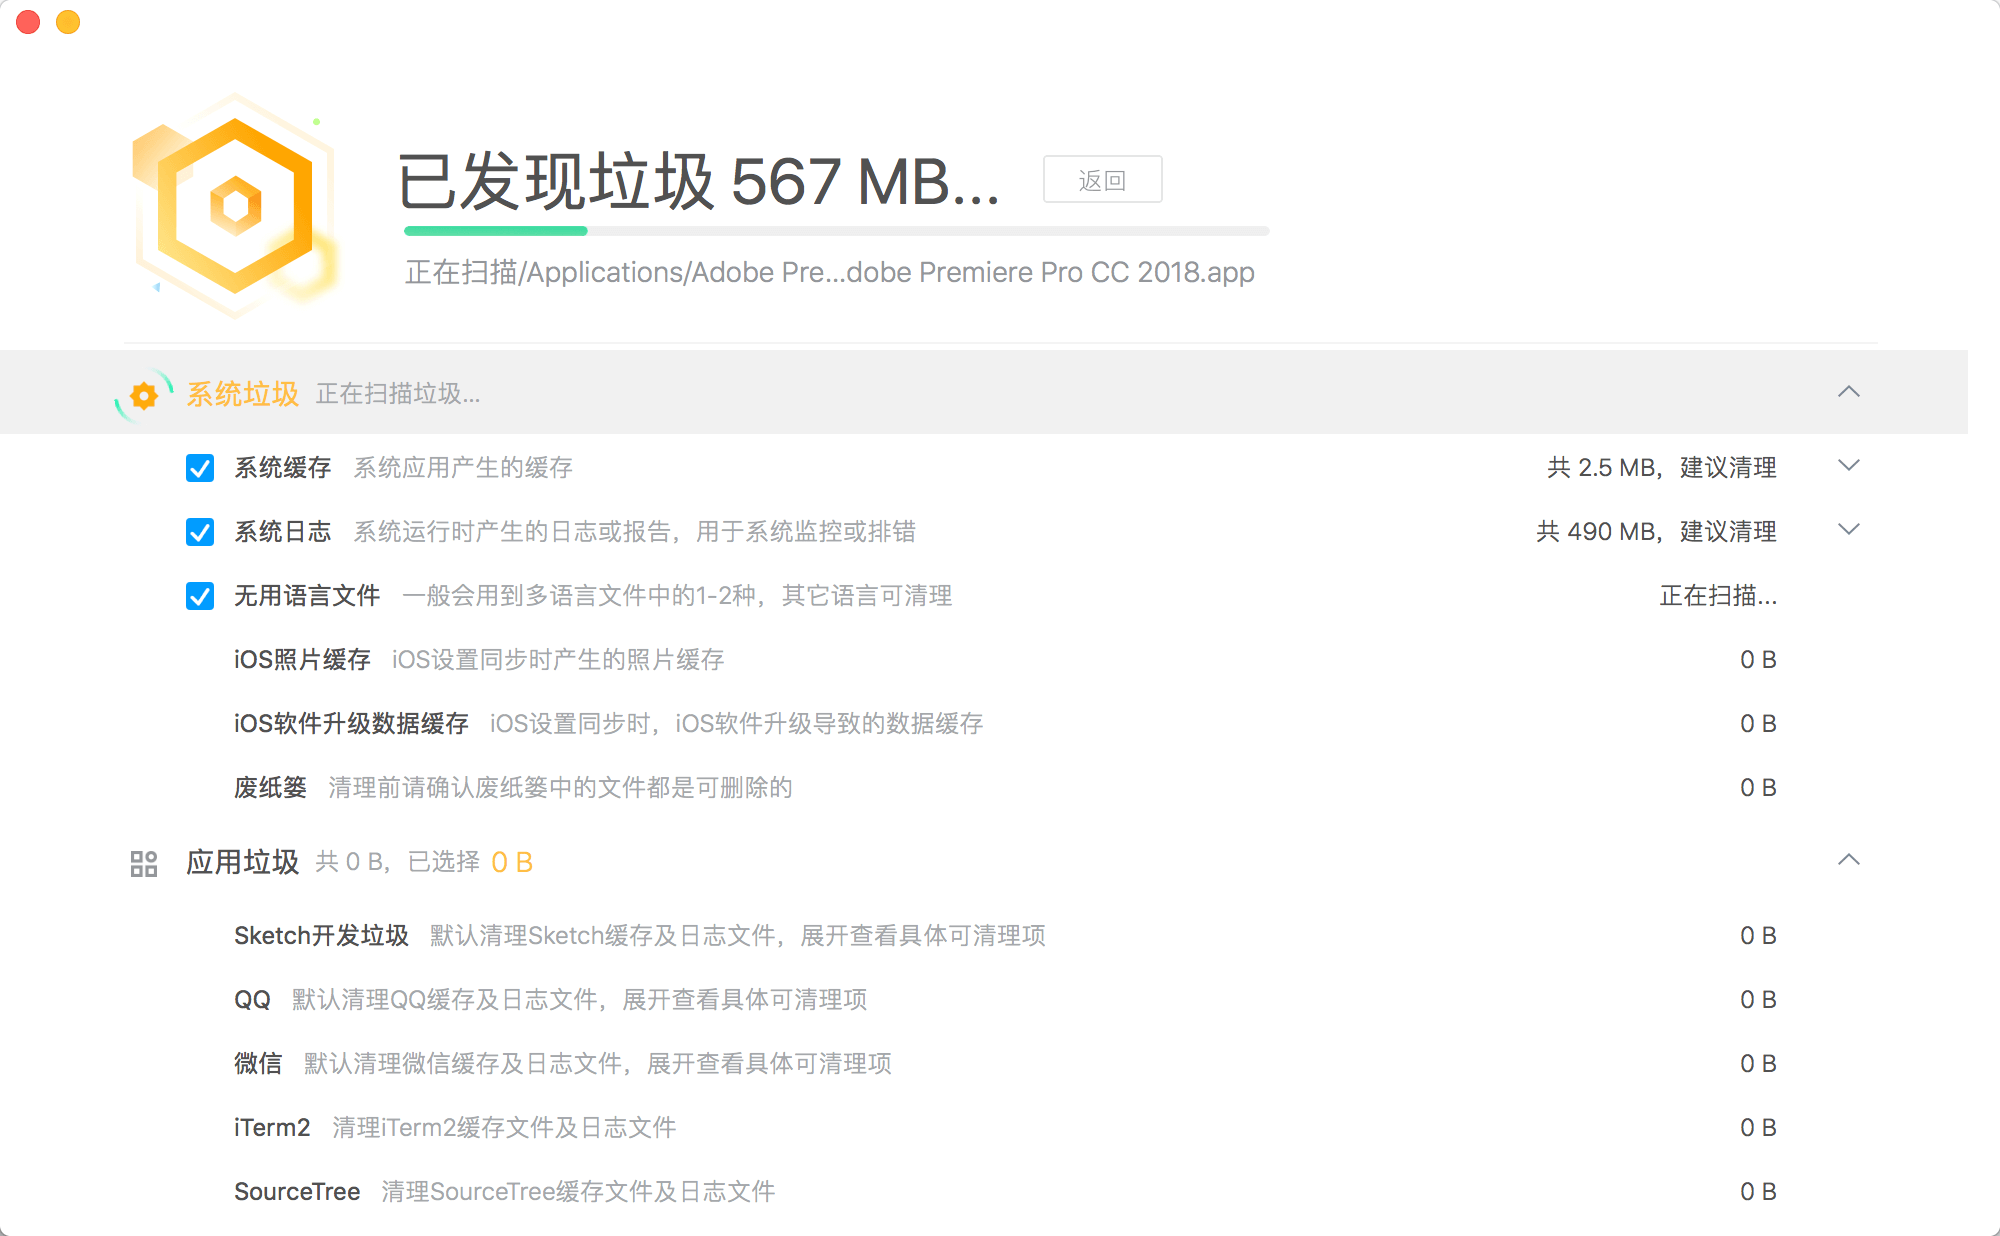 已发现垃圾 567 MB...
返回
正在扫描/Applications/Adobe Pre...dobe Premiere Pro CC 2018.app
系统垃圾 正在扫描垃圾...
系统缓存 系统应用产生的缓存 共 2.5 MB，建议清理
系统日志 系统运行时产生的日志或报告，用于系统监控或排错 共 490 MB，建议清理
无用语言文件 一般会用到多语言文件中的1-2种，其它语言可清理 正在扫描...
iOS照片缓存 iOS设置同步时产生的照片缓存 0 B
iOS软件升级数据缓存 iOS设置同步时，iOS软件升级导致的数据缓存 0 B
废纸篓 清理前请确认废纸篓中的文件都是可删除的 0 B
应用垃圾 共 0 B，已选择 0 B
Sketch开发垃圾 默认清理Sketch缓存及日志文件，展开查看具体可清理项 0 B
QQ 默认清理QQ缓存及日志文件，展开查看具体可清理项 0 B
微信 默认清理微信缓存及日志文件，展开查看具体可清理项 0 B
iTerm2 清理iTerm2缓存文件及日志文件 0 B
SourceTree 清理SourceTree缓存文件及日志文件 0 B